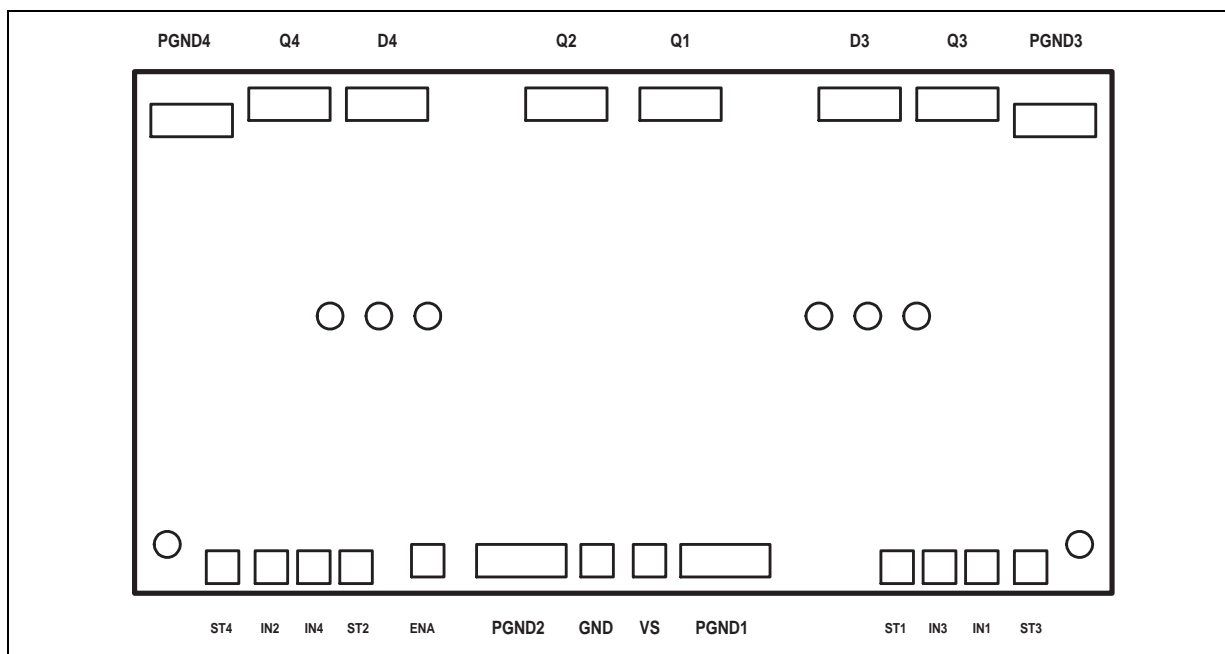 PGND4 Q4 D4 Q2 Q1 D3 Q3 PGND3
ST4 IN2 IN4 ST2 ENA PGND2 GND VS PGND1 ST1 IN3 IN1 ST3